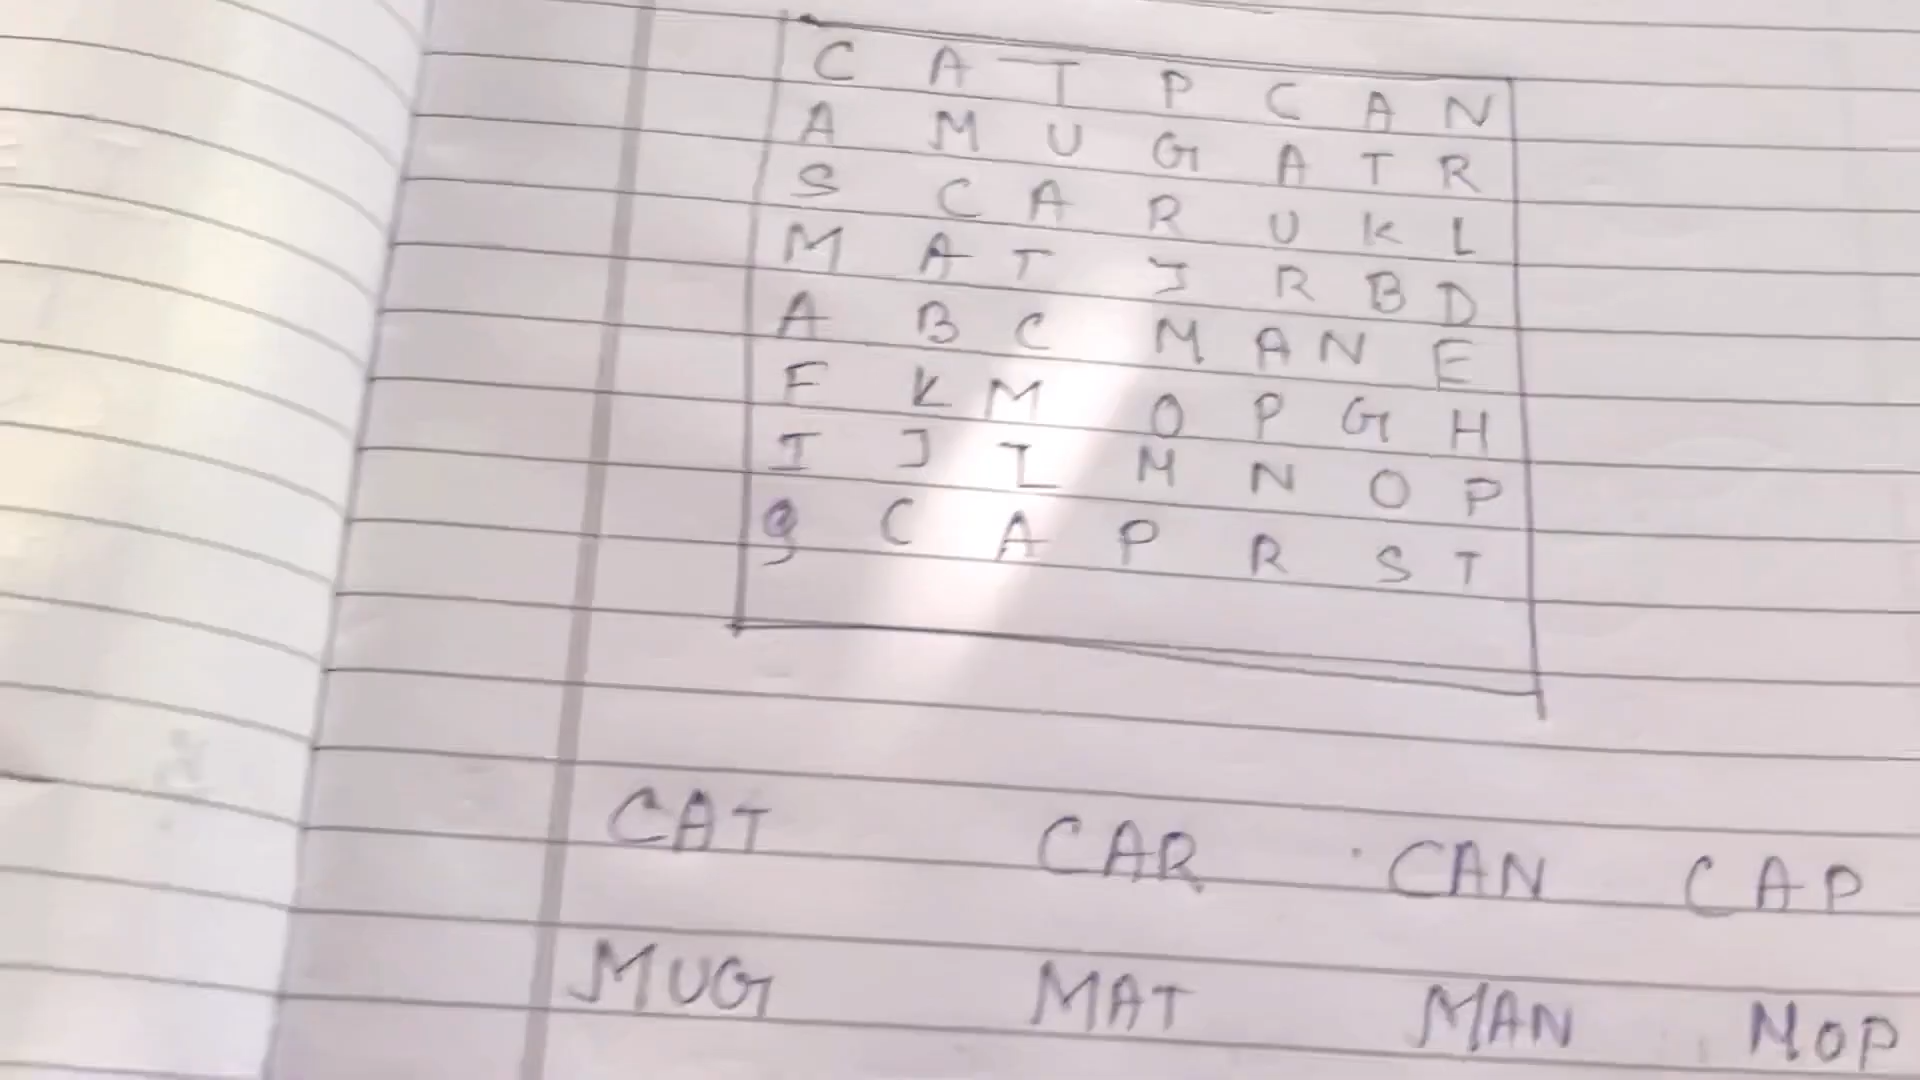 C A T P C A N
A M U G A T R
S C A R U K L
M A T J R B D
A B C M A N E
F K M O P G H
I J L M N O P
Q C A P R S T
CAT CAR CAN CAP
MUG MAT MAN MOP